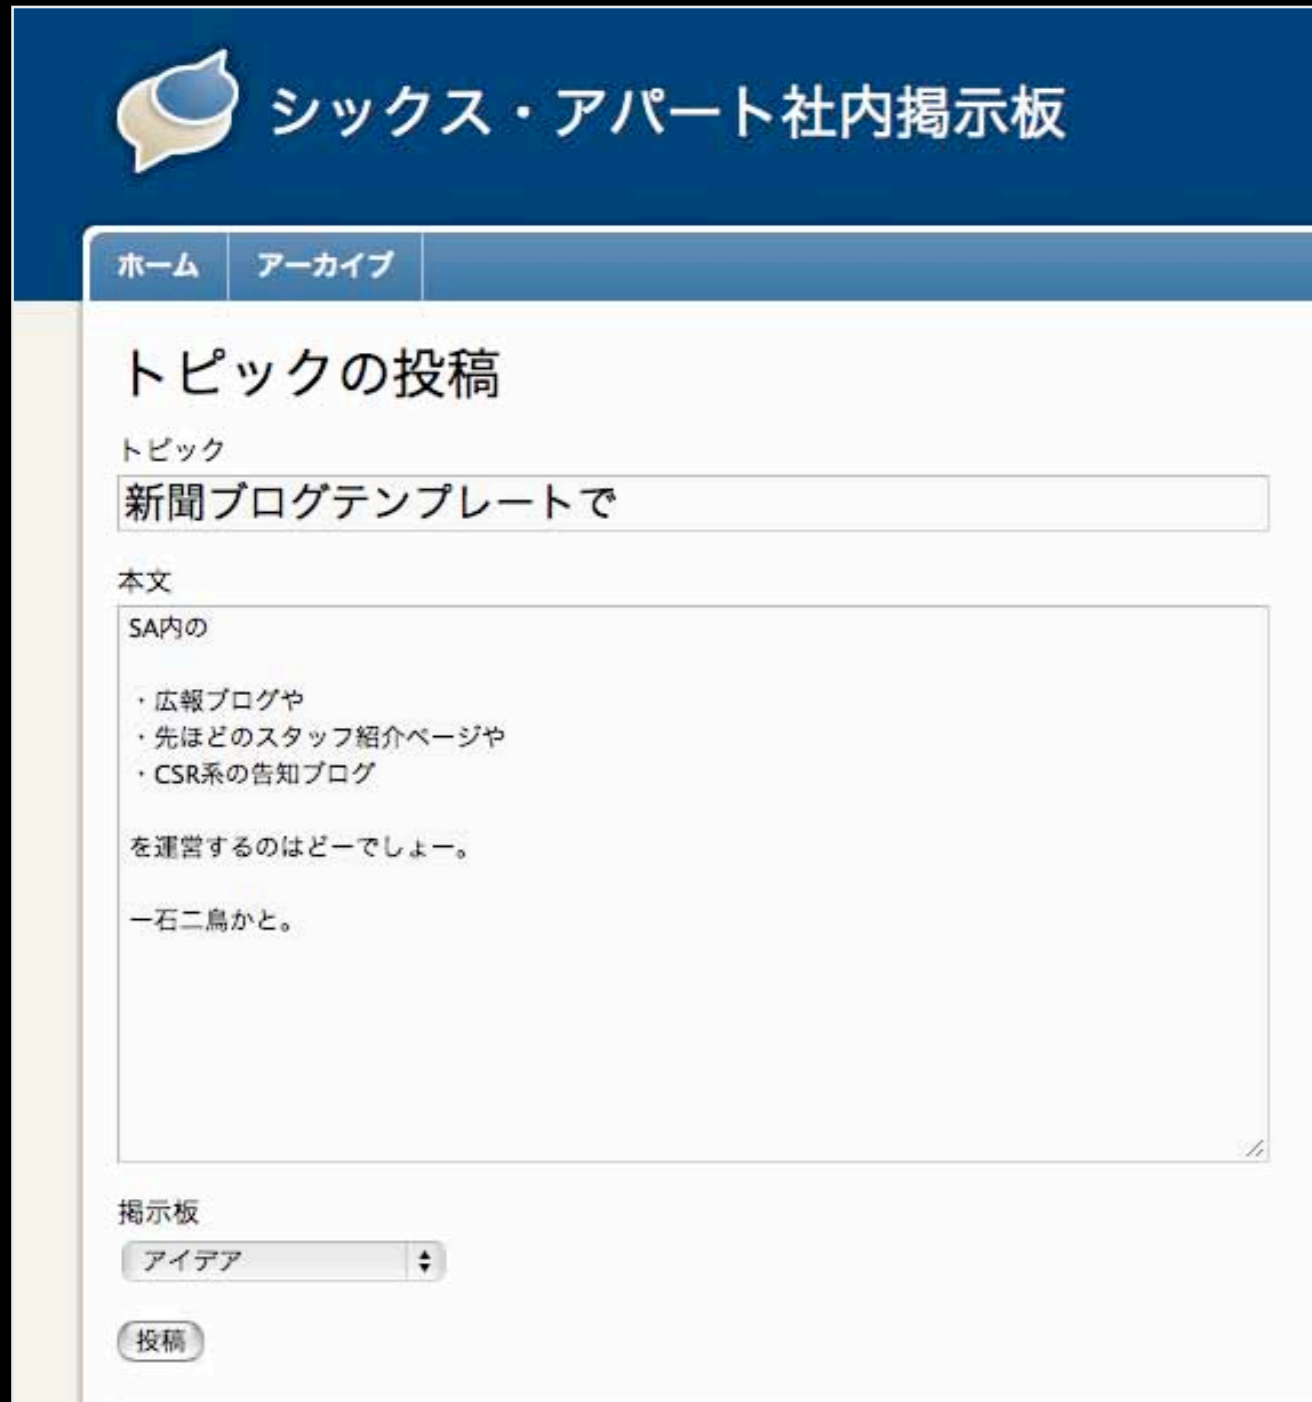 シックス・アパート社内掲示板
ホーム
アーカイブ
トピックの投稿
トピック
新聞ブログテンプレートで
本文
SA内の
・広報ブログや
・先ほどのスタッフ紹介ページや
・CSR系の告知ブログ
を運営するのはどーでしょー。
一石二鳥かと。
掲示板
アイデア
投稿